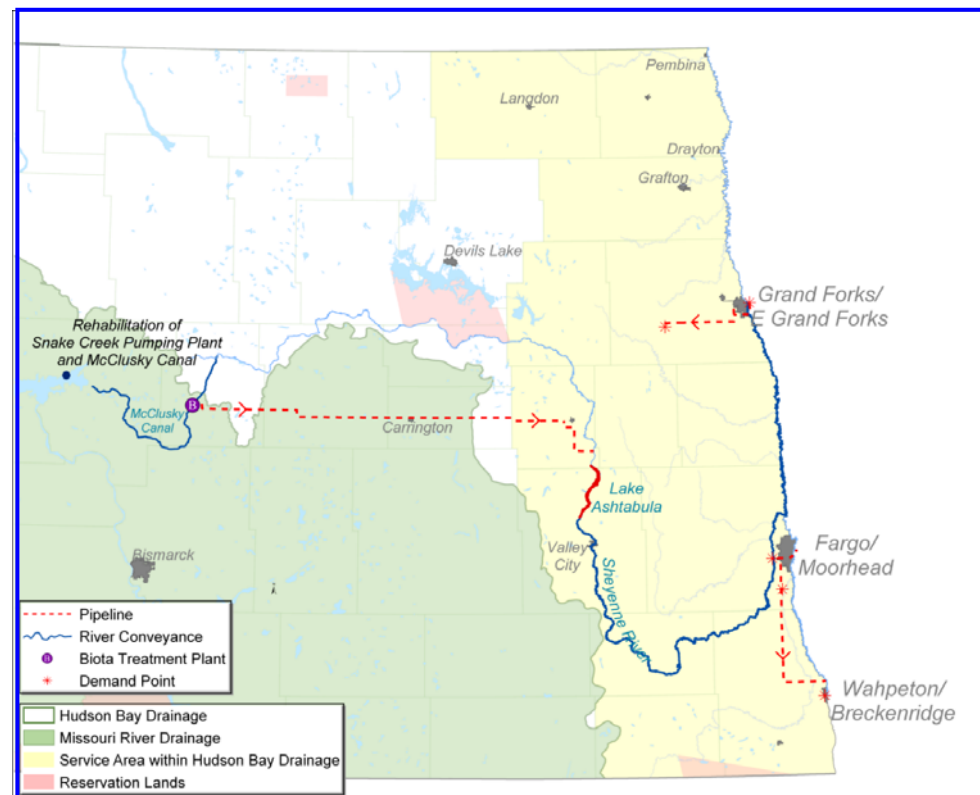 Pembina
Langdon
Drayton
Grafton
Devils Lake
Grand Forks/
E Grand Forks
Rehabilitation of
Snake Creek Pumping Plant
and McClusky Canal
B
McClusky
Canal
Carrington
Lake
Ashtabula
Valley
City
Sheyenne River
Fargo/
Moorhead
Bismarck
Wahpeton/
Breckenridge
Pipeline
River Conveyance
B Biota Treatment Plant
Demand Point
Hudson Bay Drainage
Missouri River Drainage
Service Area within Hudson Bay Drainage
Reservation Lands